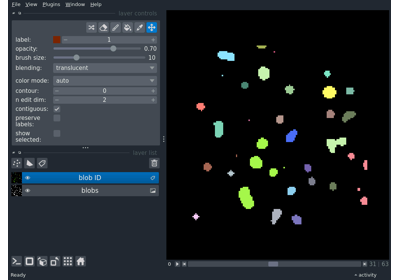 File View Plugins Window Help
layer controls
label: 1
opacity: 0.70
brush size: 10
blending: translucent
color mode: auto
contour: 0
n edit dim: 2
contiguous:
preserve
labels:
show
selected:
layer list
blob ID
blobs
31 63
Ready
activity